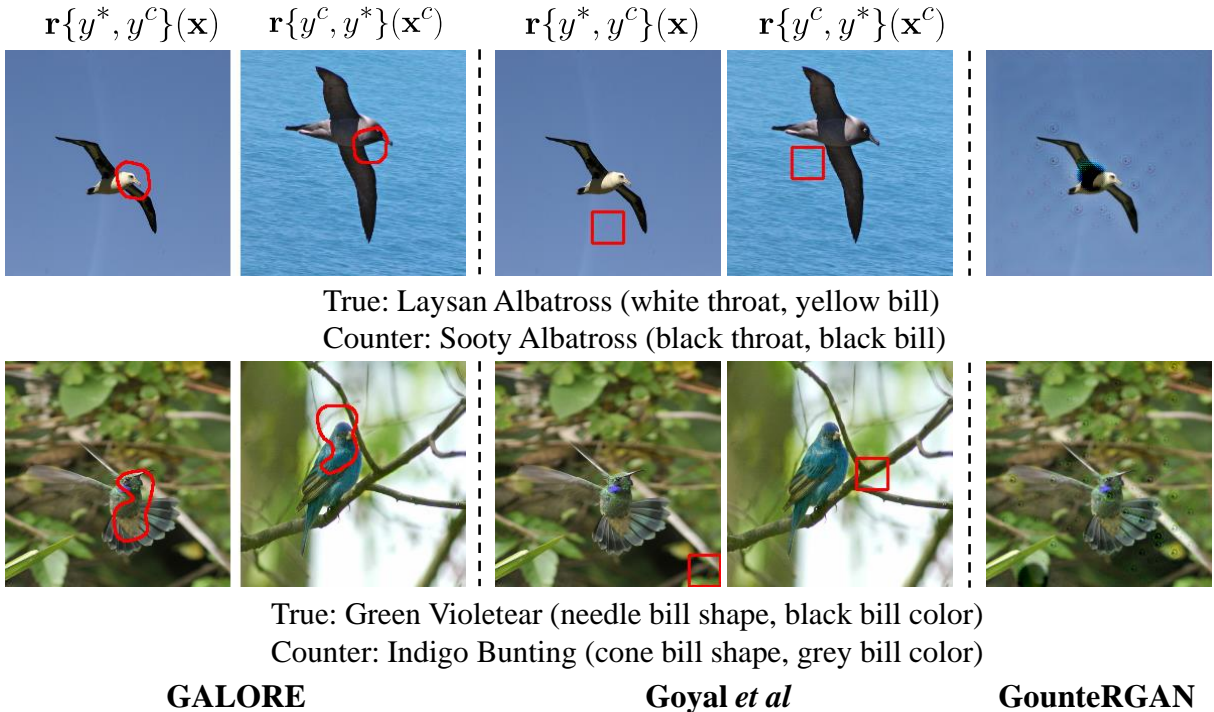 r{y*, y^c}(x) r{y^c, y*}(x^c) r{y*, y^c}(x) r{y^c, y*}(x^c)
True: Laysan Albatross (white throat, yellow bill)
Counter: Sooty Albatross (black throat, black bill)
True: Green Violetear (needle bill shape, black bill color)
Counter: Indigo Bunting (cone bill shape, grey bill color)
GALORE Goyal et al GounteRGAN